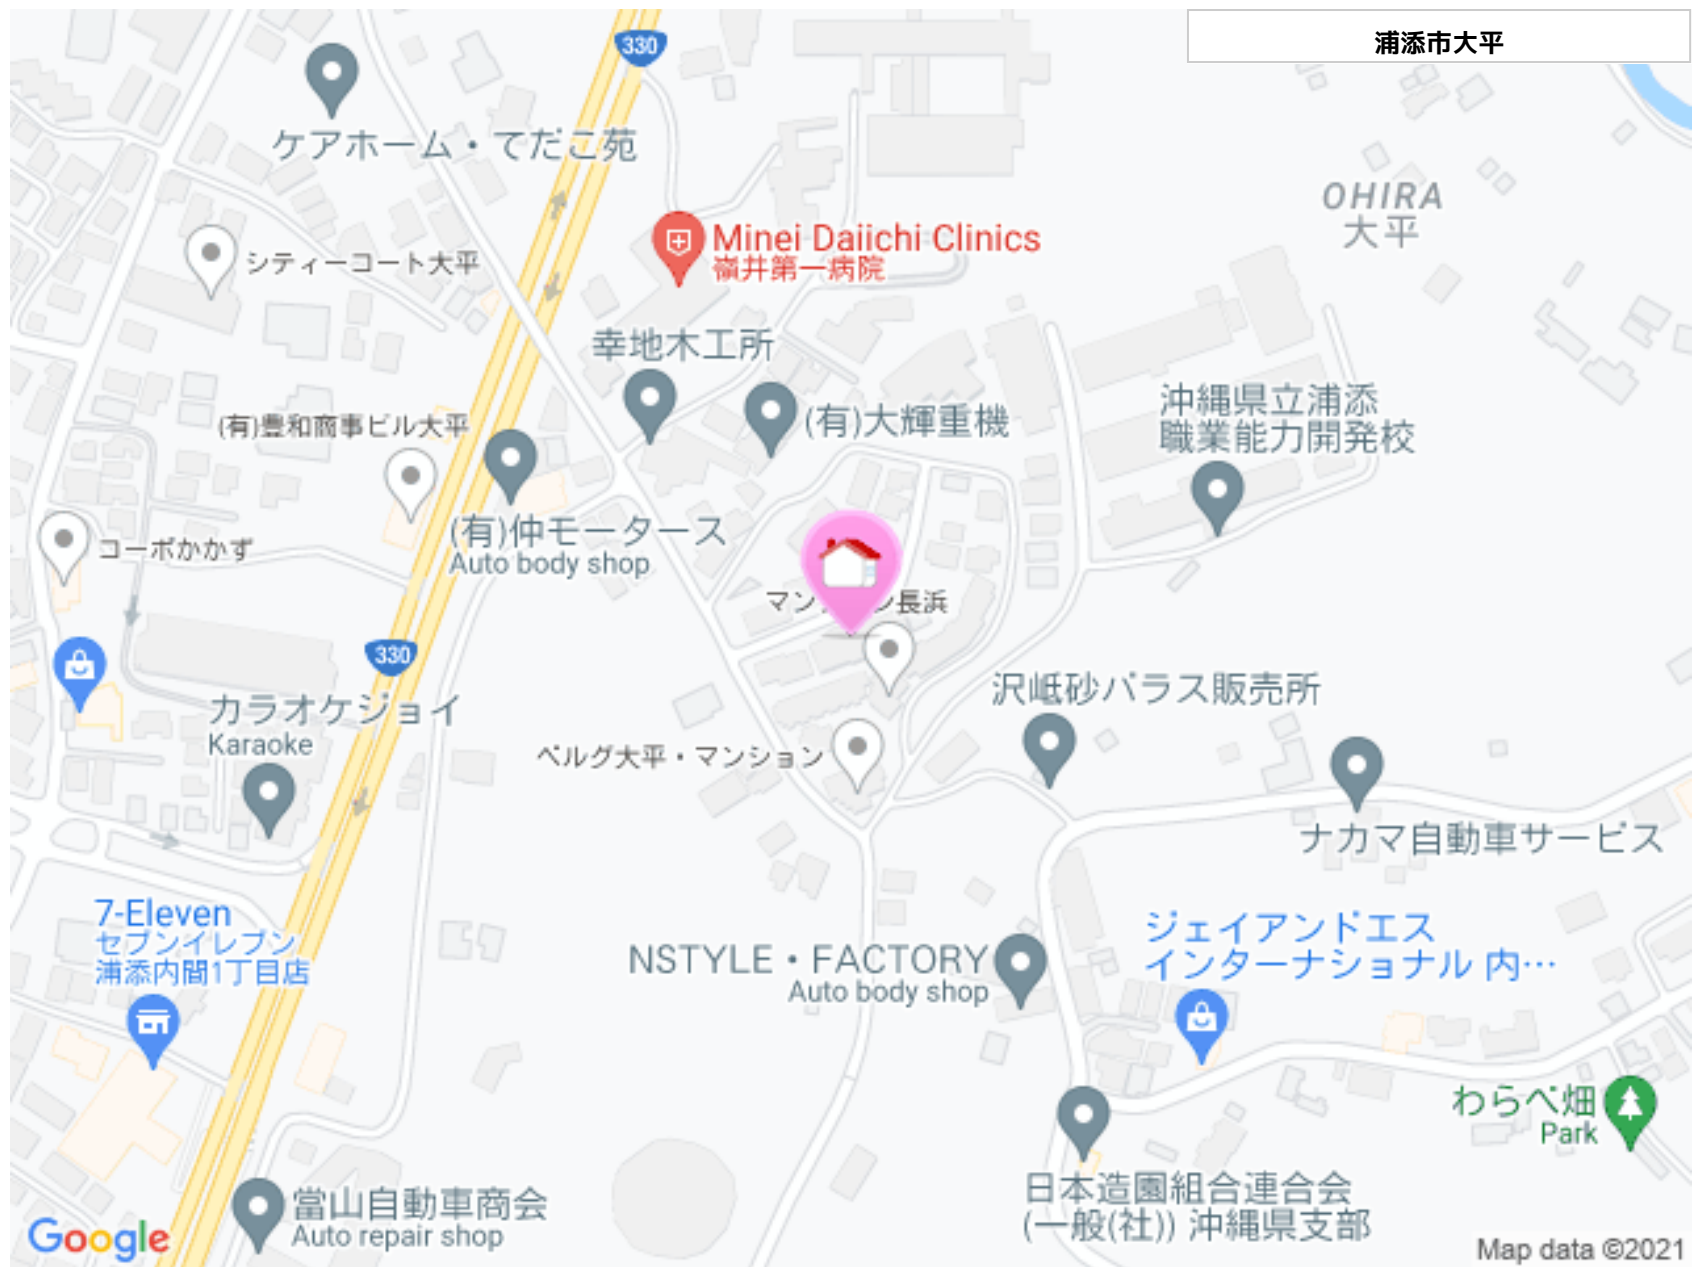 浦添市大平
330
ケアホーム・てだこ苑
OHIRA
大平
Minei Daiichi Clinics
嶺井第一病院
シティーコート大平
幸地木工所
(有)大輝重機
沖縄県立浦添
職業能力開発校
(有)豊和商事ビル大平
(有)仲モータース
Auto body shop
コーポかかず
マン ン長浜
330
沢岻砂バラス販売所
カラオケジョイ
Karaoke
ベルグ大平・マンション
ナカマ自動車サービス
7-Eleven
セブンイレブン
浦添内間1丁目店
NSTYLE・FACTORY
Auto body shop
ジェイアンドエス
インターナショナル 内…
わらべ畑
Park
日本造園組合連合会
(一般(社)) 沖縄県支部
當山自動車商会
Auto repair shop
Google
Map data ©2021